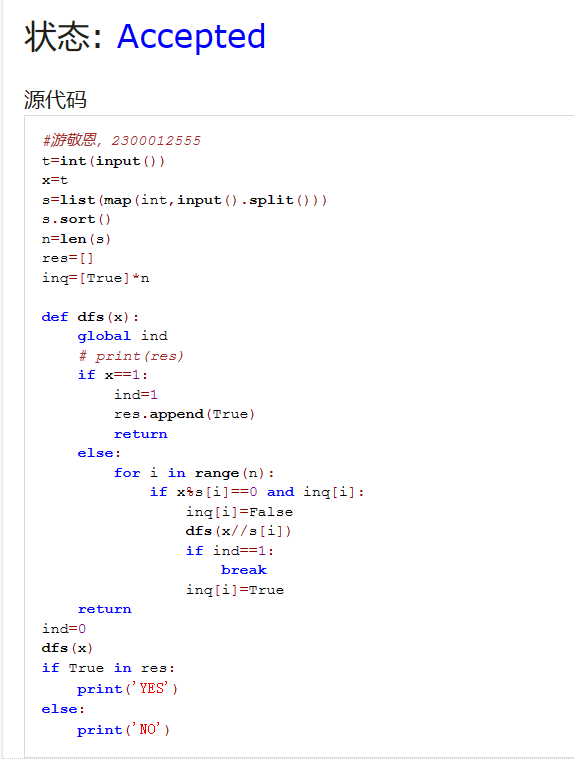 状态: Accepted
源代码
#游敬恩，2300012555
t=int(input())
x=t
s=list(map(int,input().split()))
s.sort()
n=len(s)
res=[]
inq=[True]*n
def dfs(x):
    global ind
    # print(res)
    if x==1:
        ind=1
        res.append(True)
        return
    else:
        for i in range(n):
            if x%s[i]==0 and inq[i]:
                inq[i]=False
                dfs(x//s[i])
                if ind==1:
                    break
                inq[i]=True
    return
ind=0
dfs(x)
if True in res:
    print('YES')
else:
    print('NO')